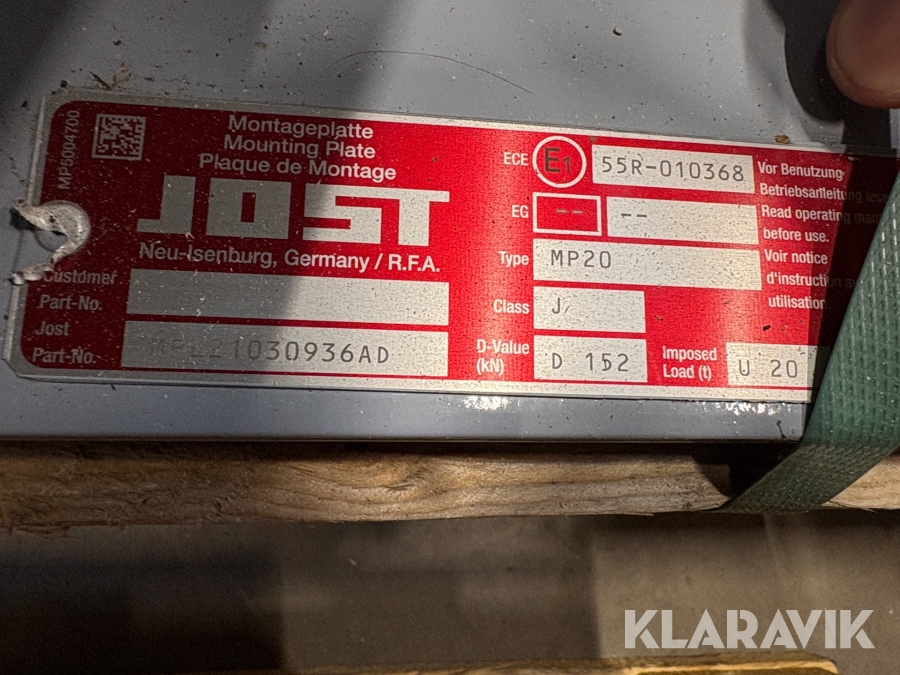 MP5004700
Montageplatte
Mounting Plate
Plaque de Montage
JOST
Neu-Isenburg, Germany / R.F.A.
Customer
Part-No.
Jost
Part-No.
21030936AD
ECE
E1
55R-010368
EG
--
--
Type
MP20
Class
J
D-Value
(kN)
D 152
Imposed
Load (t)
U 20
Vor Benutzung
Betriebsanleitung
Read operating
before use.
Voir notice
d'instruction
utilisation.
KLARAVIK